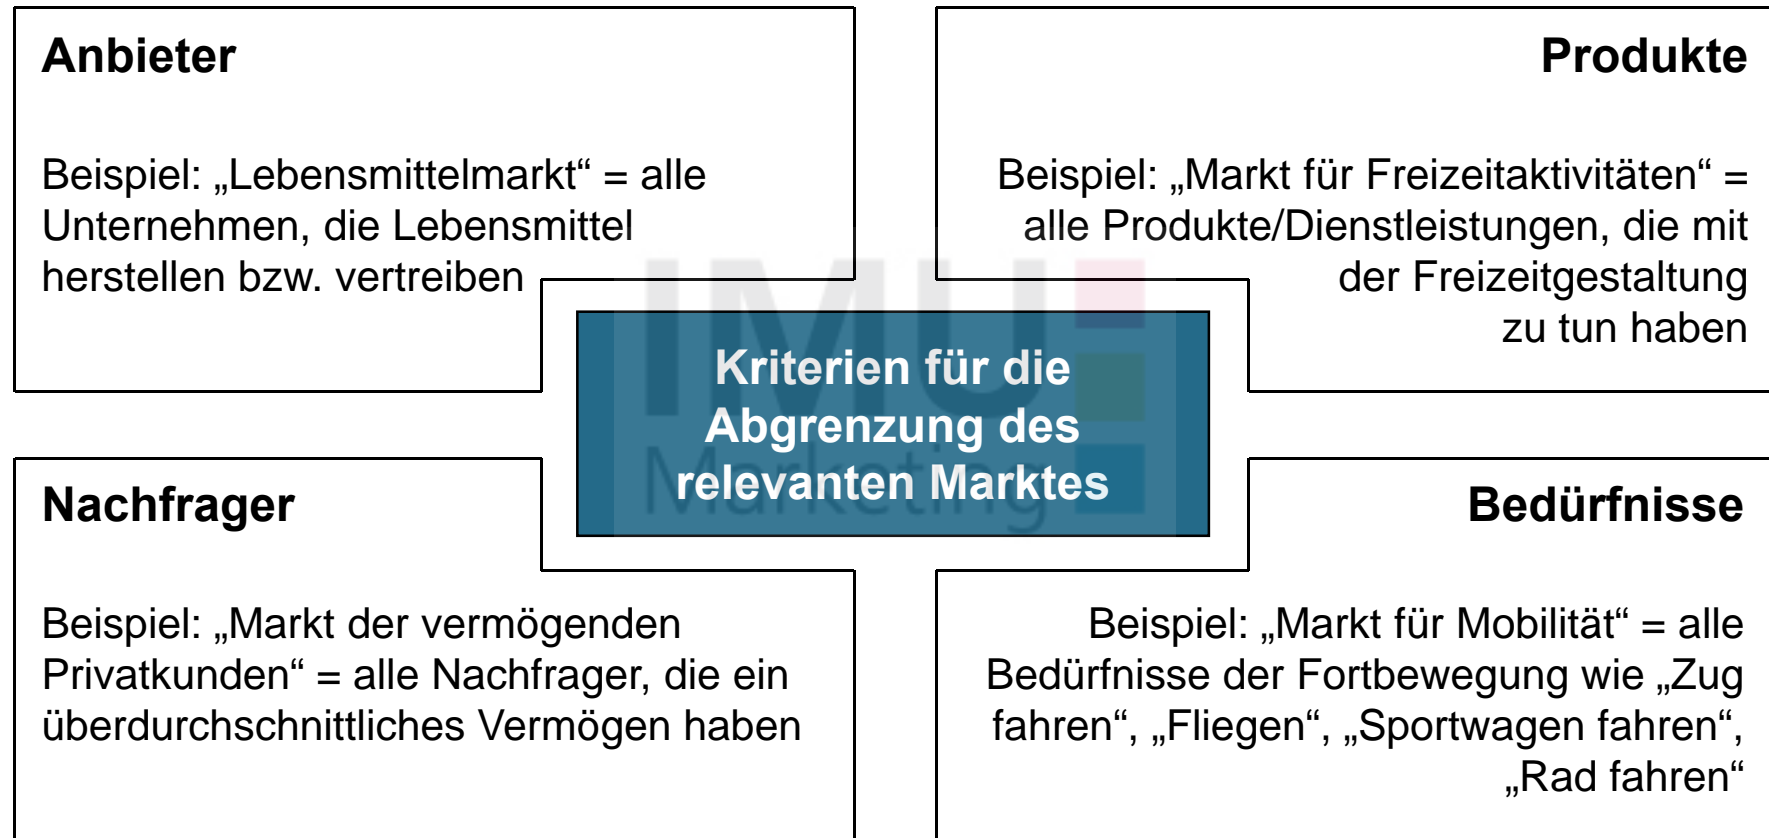 Anbieter
Beispiel: „Lebensmittelmarkt“ = alle
Unternehmen, die Lebensmittel
herstellen bzw. vertreiben
Produkte
Beispiel: „Markt für Freizeitaktivitäten“ =
alle Produkte/Dienstleistungen, die mit
der Freizeitgestaltung
zu tun haben
IMU
Marketing
Kriterien für die
Abgrenzung des
relevanten Marktes
Nachfrager
Beispiel: „Markt der vermögenden
Privatkunden“ = alle Nachfrager, die ein
überdurchschnittliches Vermögen haben
Bedürfnisse
Beispiel: „Markt für Mobilität“ = alle
Bedürfnisse der Fortbewegung wie „Zug
fahren“, „Fliegen“, „Sportwagen fahren“,
„Rad fahren“